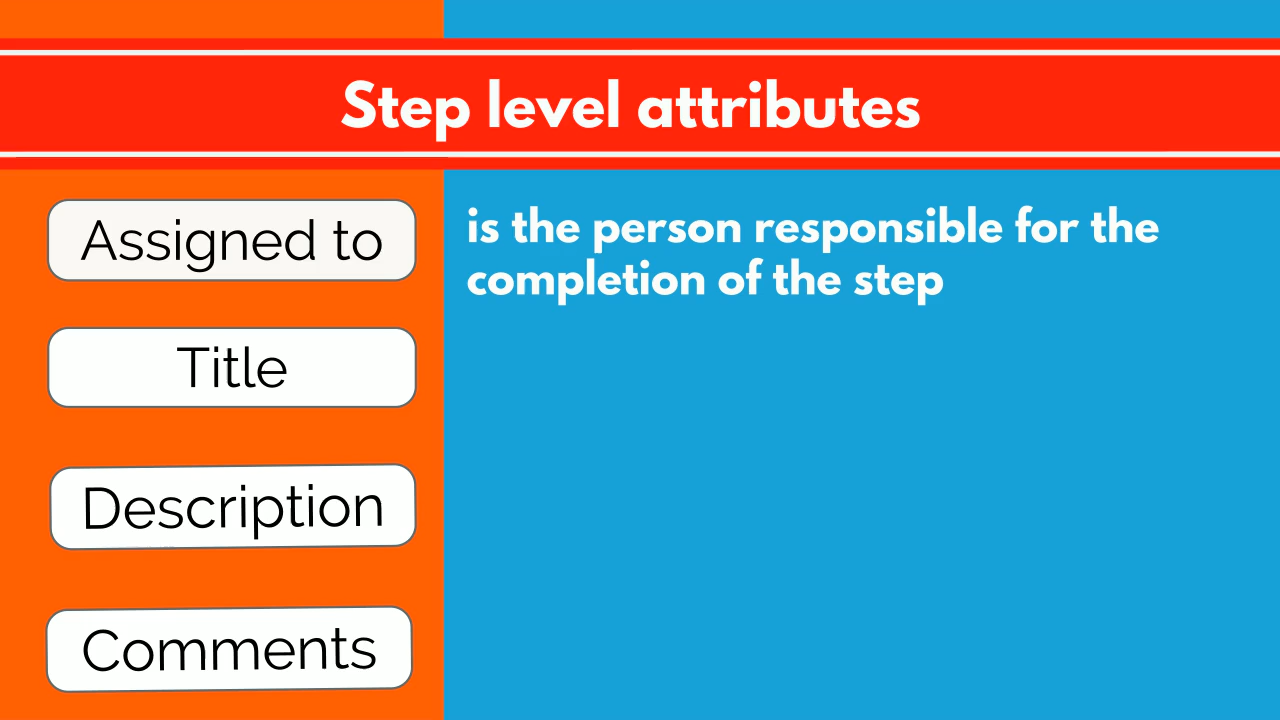 Step level attributes
Assigned to
is the person responsible for the
completion of the step
Title
Description
Comments